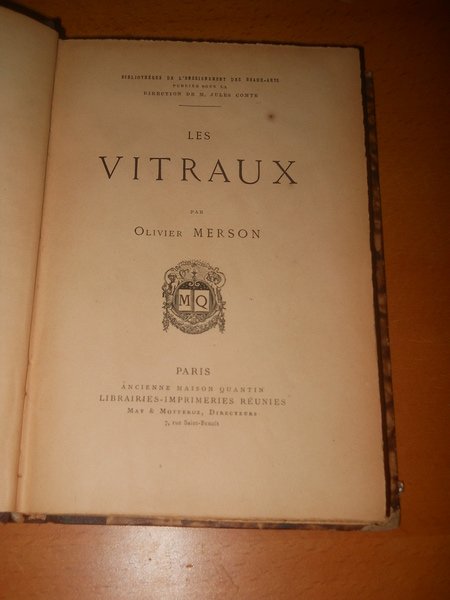 BIBLIOTHÈQUE DE L'ENSEIGNEMENT DES BEAUX-ARTS
PUBLIÉE SOUS LA
DIRECTION DE M. JULES COMTE
LES
VITRAUX
PAR
OLIVIER MERSON
M Q
PARIS
ANCIENNE MAISON QUANTIN
LIBRAIRIES-IMPRIMERIES RÉUNIES
MAY & MOTTEROZ, DIRECTEURS
7, rue Saint-Benoît